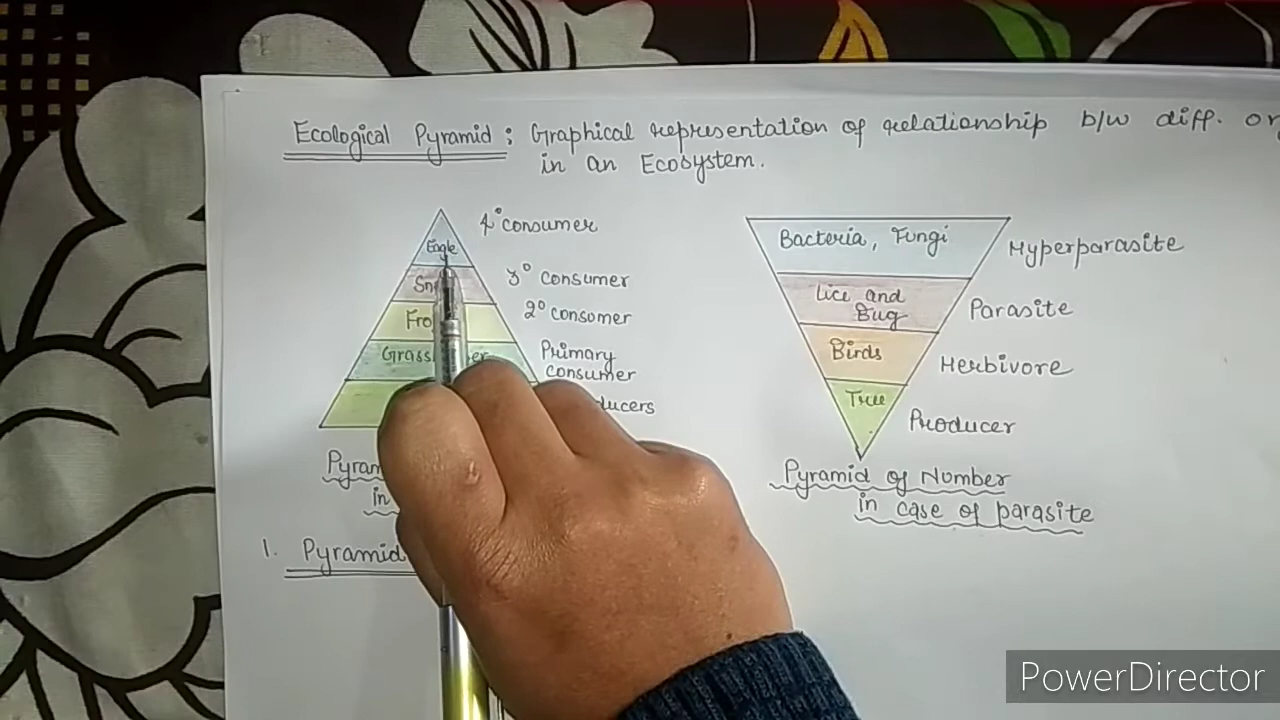 Ecological Pyramid : Graphical representation of relationship b/w diff.
in an Ecosystem.
Eagle
4° consumer
3° consumer
2° consumer
Primary
consumer
Bacteria, Fungi
Hyperparasite
Lice and
Bug
Parasite
Birds
Herbivore
Tree
Producer
in
Pyramid of Number
in case of parasite
1. Pyramid
PowerDirector